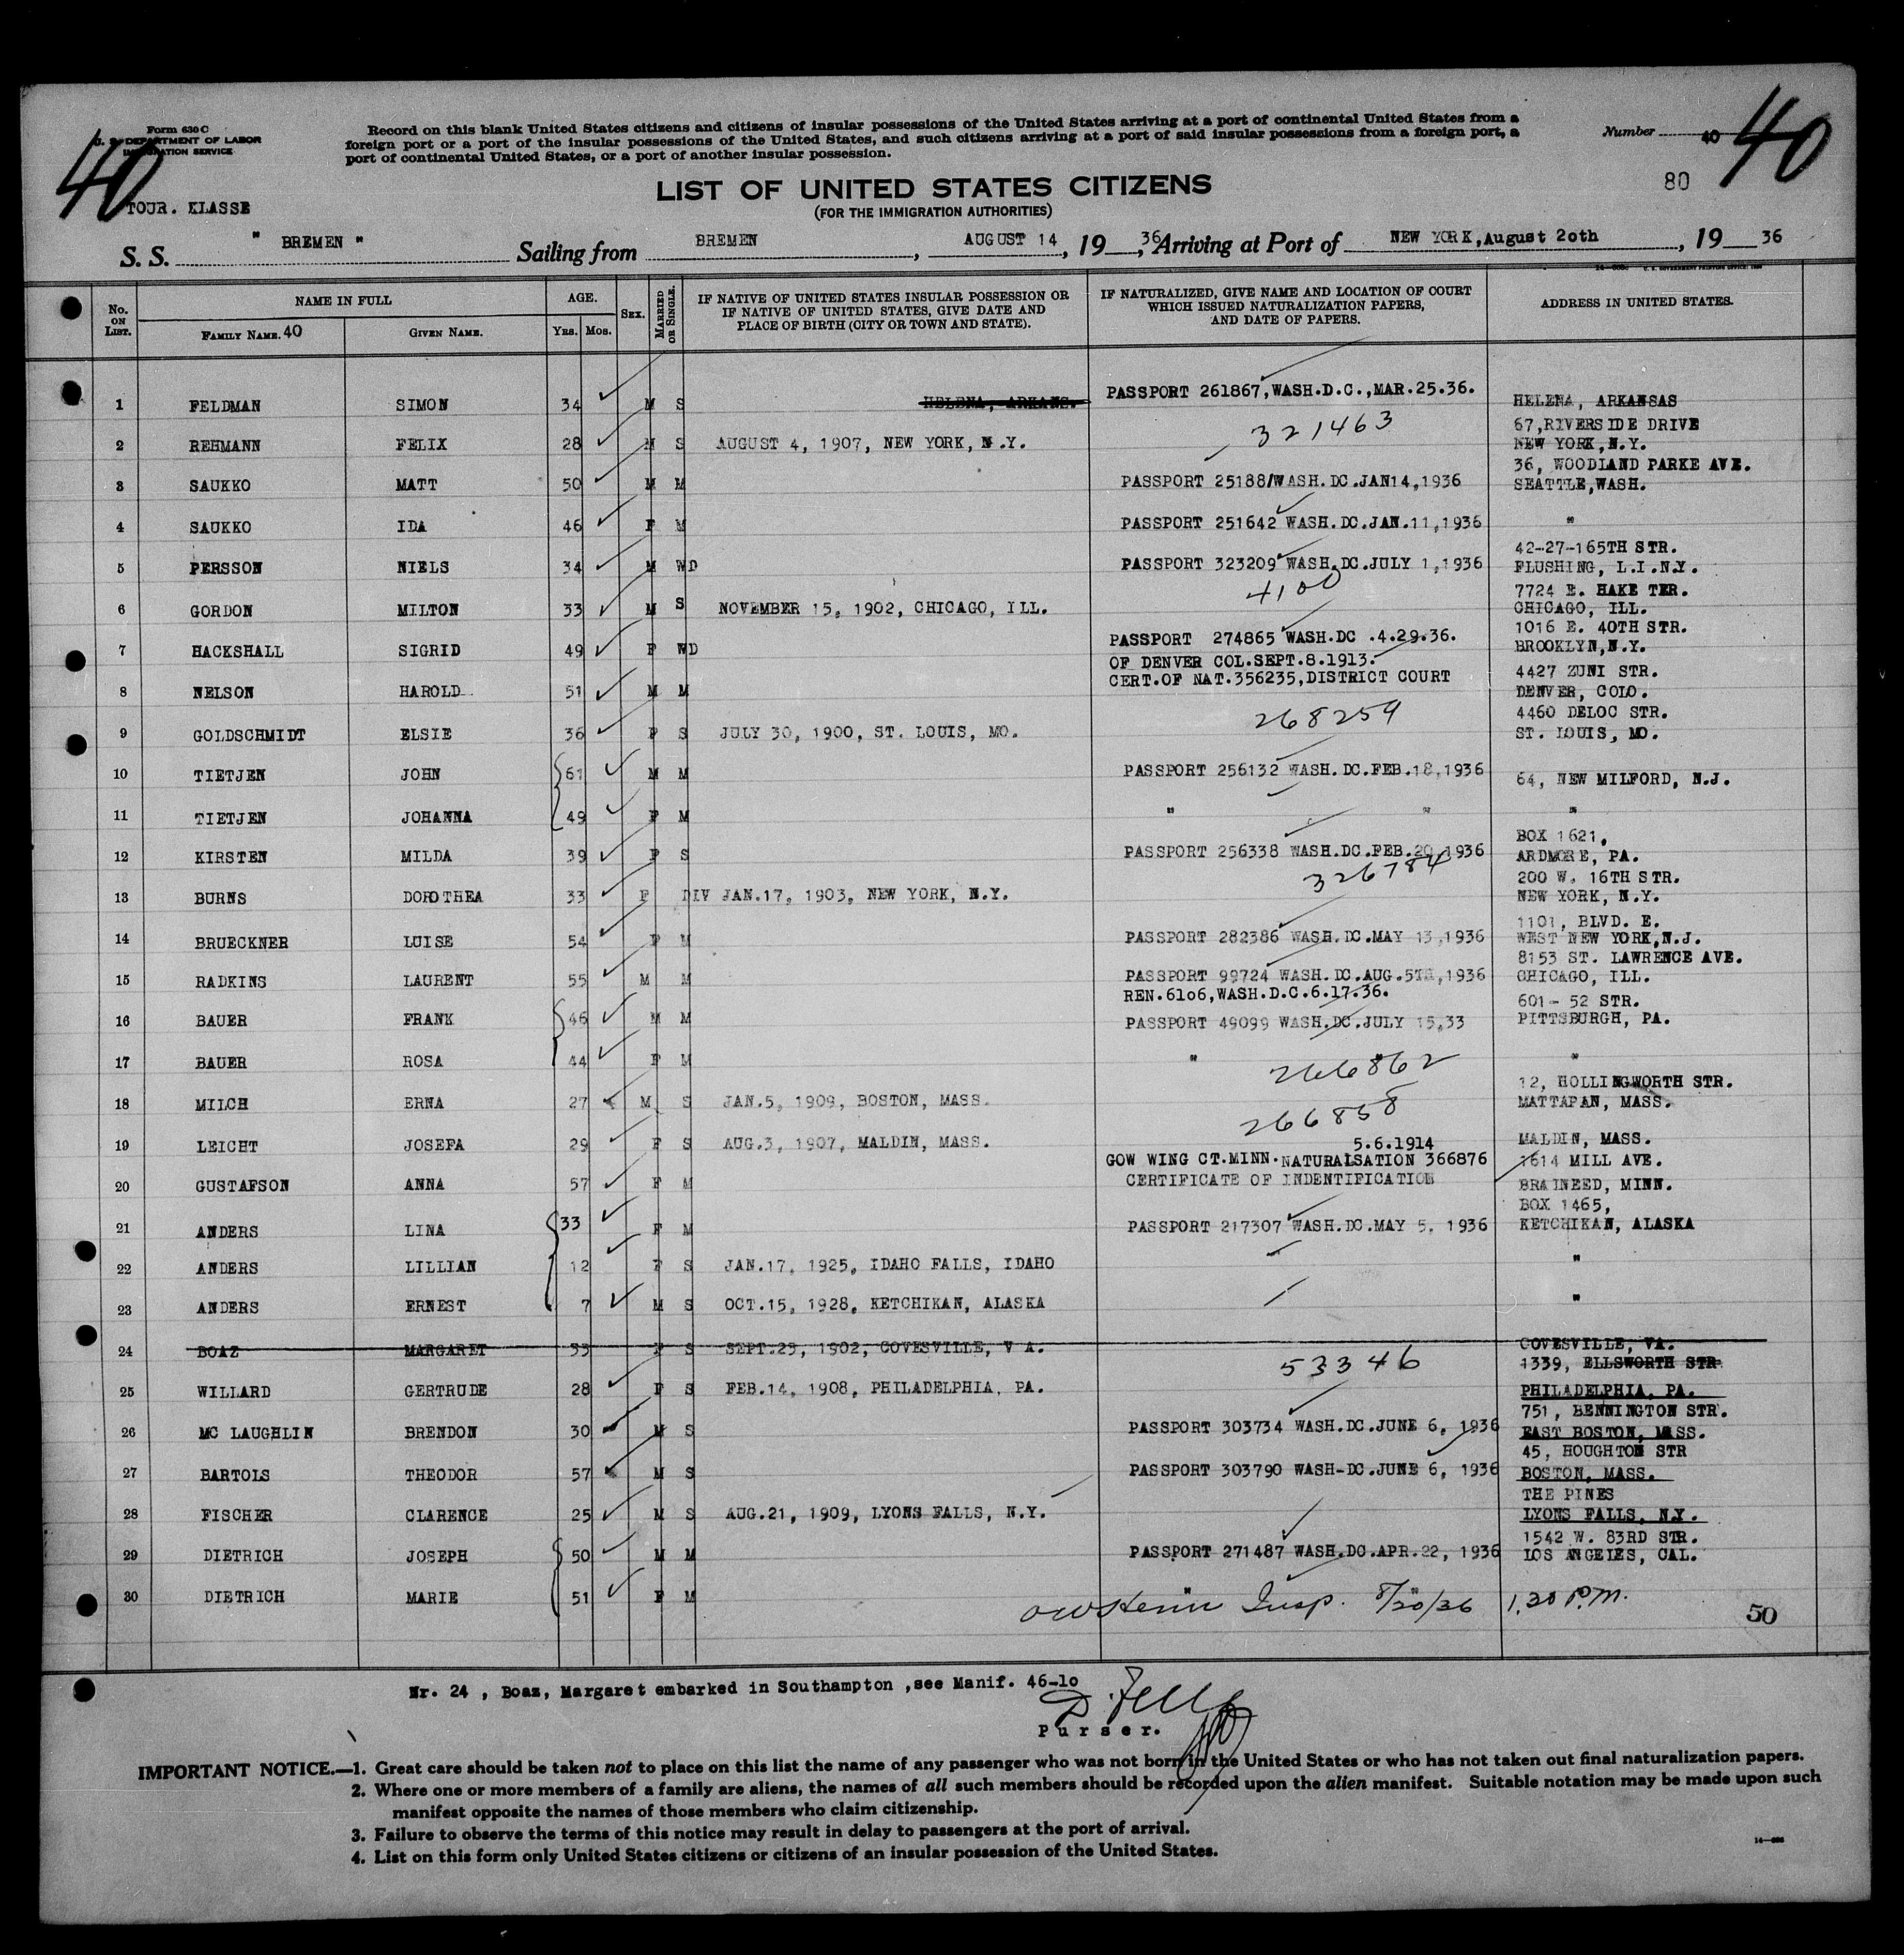 Form 630 C
U. S. DEPARTMENT OF LABOR
IMMIGRATION SERVICE
Record on this blank United States citizens and citizens of insular possessions of the United States arriving at a port of continental United States from a
foreign port or a port of the insular possessions of the United States, and such citizens arriving at a port of said insular possessions from a foreign port, a
port of continental United States, or a port of another insular possession.
Number 40
40
40
80
TOUR. KLASSE
LIST OF UNITED STATES CITIZENS
(FOR THE IMMIGRATION AUTHORITIES)
S. S. " BREMEN " Sailing from BREMEN, AUGUST 14, 19 36, Arriving at Port of NEW YORK, August 2oth, 19 36
No. ON LIST. NAME IN FULL AGE. SEX. MARRIED OR SINGLE. IF NATIVE OF UNITED STATES INSULAR POSSESSION OR IF NATIVE OF UNITED STATES, GIVE DATE AND PLACE OF BIRTH (CITY OR TOWN AND STATE). IF NATURALIZED, GIVE NAME AND LOCATION OF COURT WHICH ISSUED NATURALIZATION PAPERS, AND DATE OF PAPERS. ADDRESS IN UNITED STATES.
FAMILY NAME. 40 GIVEN NAME. YRS. MOS.
1 FELDMAN SIMON 34 M S HELENA, ARKANS. PASSPORT 261867, WASH.D.C., MAR.25.36. HELENA, ARKANSAS
67, RIVERSIDE DRIVE
2 REHMANN FELIX 28 M S AUGUST 4, 1907, NEW YORK, N.Y. 321463 NEW YORK, N.Y.
36, WOODLAND PARKE AVE.
3 SAUKKO MATT 50 M M PASSPORT 25188/WASH.DC.JAN14,1936 SEATTLE, WASH.
4 SAUKKO IDA 46 F M PASSPORT 251642 WASH.DC.JAN.11,1936 "
42-27-165TH STR.
5 PERSSON NIELS 34 M WD PASSPORT 323209 WASH.DC.JULY 1,1936 FLUSHING, L.I.N.Y.
7724 E. HAKE TER.
6 GORDON MILTON 33 M S NOVEMBER 15, 1902, CHICAGO, ILL. 4100 CHICAGO, ILL.
1016 E. 40TH STR.
7 HACKSHALL SIGRID 49 F WD PASSPORT 274865 WASH.DC .4.29.36. BROOKLYN, N.Y.
OF DENVER COL.SEPT.8.1913. 4427 ZUNI STR.
8 NELSON HAROLD 51 M M CERT.OF NAT.356235, DISTRICT COURT DENVER, COLO.
4460 DELOC STR.
9 GOLDSCHMIDT ELSIE 36 F S JULY 30, 1900, ST. LOUIS, MO. 268259 ST. LOUIS, MO.
10 TIETJEN JOHN 61 M M PASSPORT 256132 WASH.DC.FEB.18,1936 64, NEW MILFORD, N.J.
11 TIETJEN JOHANNA 49 F M " " "
BOX 1621,
12 KIRSTEN MILDA 39 F S PASSPORT 256338 WASH.DC.FEB.20,1936 ARDMORE, PA.
200 W. 16TH STR.
13 BURNS DOROTHEA 33 F DIV JAN.17, 1903, NEW YORK, N.Y. 326784 NEW YORK, N.Y.
1101, BLVD. E.
14 BRUECKNER LUISE 54 F M PASSPORT 282386 WASH.DC.MAY 13,1936 WEST NEW YORK, N.J.
8153 ST. LAWRENCE AVE.
15 RADKINS LAURENT 55 M M PASSPORT 99724 WASH.DC.AUG.5TH,1936 CHICAGO, ILL.
REN.61o6, WASH.D.C.6.17.36. 601- 52 STR.
16 BAUER FRANK 46 M M PASSPORT 49099 WASH.DC.JULY 15,33 PITTSBURGH, PA.
17 BAUER ROSA 44 F M " " "
266862 12, HOLLINGWORTH STR.
18 MILCH ERNA 27 M S JAN.5, 1909, BOSTON, MASS. MATTAPAN, MASS.
266858
19 LEICHT JOSEFA 29 F S AUG.3, 1907, MALDIN, MASS. 5.6.1914 MALDIN, MASS.
GOW WING CT.MINN. NATURALSATION 366876 1614 MILL AVE.
20 GUSTAFSON ANNA 57 F M CERTIFICATE OF INDENTIFICATION BRAINEED, MINN.
BOX 1465,
21 ANDERS LINA 33 F M PASSPORT 217307 WASH.DC.MAY 5, 1936 KETCHIKAN, ALASKA
22 ANDERS LILLIAN 12 F S JAN.17, 1925, IDAHO FALLS, IDAHO "
23 ANDERS ERNEST 7 M S OCT.15, 1928, KETCHIKAN, ALASKA "
24 BOAZ MARGARET 33 F S SEPT.23, 1902, COVESVILLE, V A. COVESVILLE, VA.
1339, ELLSWORTH STR
25 WILLARD GERTRUDE 28 F S FEB.14, 1908, PHILADELPHIA, PA. 53346 PHILADELPHIA, PA.
751, BENNINGTON STR.
26 MC LAUGHLIN BRENDON 30 M S PASSPORT 303734 WASH.DC.JUNE 6, 1936 EAST BOSTON, MASS.
45, HOUGHTON STR
27 BARTOLS THEODOR 57 M S PASSPORT 303790 WASH-DC.JUNE 6, 1936 BOSTON, MASS.
THE PINES
28 FISCHER CLARENCE 25 M S AUG.21, 1909, LYONS FALLS, N.Y. LYONS FALLS, N.Y.
1542 W. 83RD STR.
29 DIETRICH JOSEPH 50 M M PASSPORT 271487 WASH.DC.APR.22, 1936 LOS ANGELES, CAL.
30 DIETRICH MARIE 51 F M " "
Insp. 8/20/36 1.30 P.M.
50
Nr. 24 , Boaz, Margaret embarked in Southampton ,see Manif. 46-1o
Purser.
IMPORTANT NOTICE.—1. Great care should be taken not to place on this list the name of any passenger who was not born in the United States or who has not taken out final naturalization papers.
2. Where one or more members of a family are aliens, the names of all such members should be recorded upon the alien manifest. Suitable notation may be made upon such
manifest opposite the names of those members who claim citizenship.
3. Failure to observe the terms of this notice may result in delay to passengers at the port of arrival.
4. List on this form only United States citizens or citizens of an insular possession of the United States.